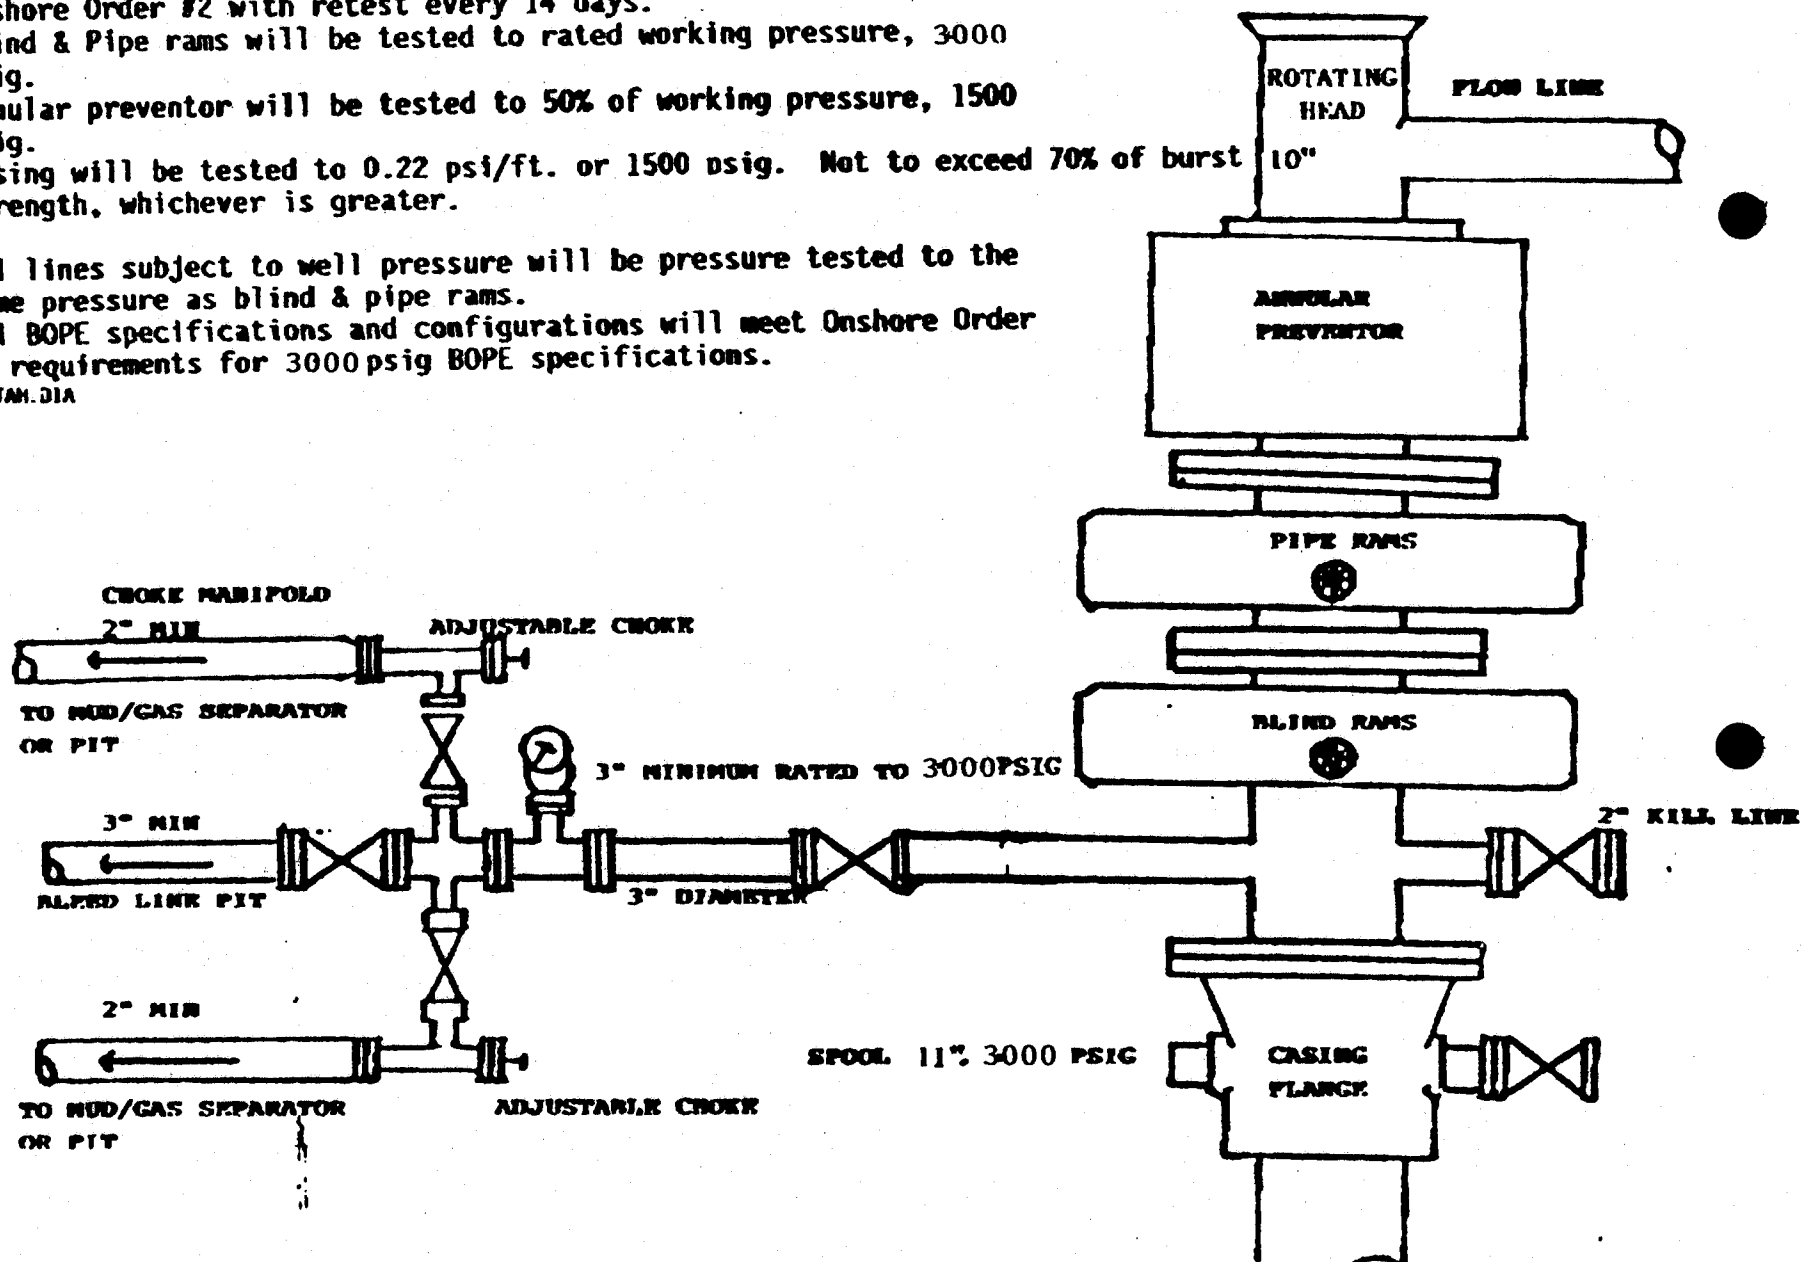 shore Order #2 with retest every 14 days.
ind & Pipe rams will be tested to rated working pressure, 3000
ig.
nular preventor will be tested to 50% of working pressure, 1500
ig.
sing will be tested to 0.22 psi/ft. or 1500 psig. Not to exceed 70% of burst
rength, whichever is greater.
l lines subject to well pressure will be pressure tested to the
me pressure as blind & pipe rams.
l BOPE specifications and configurations will meet Onshore Order
requirements for 3000 psig BOPE specifications.
TAM.DIA
ROTATING
HEAD
FLOW LINE
10"
ANNULAR
PREVENTOR
PIPE RAMS
BLIND RAMS
CHOKE MANIFOLD
2" MIN
ADJUSTABLE CHOKE
TO MUD/GAS SEPARATOR
OR PIT
3" MINIMUM RATED TO 3000PSIG
3" MIN
2" KILL LINE
BLEED LINE PIT
3" DIAMETER
2" MIN
SPOOL 11", 3000 PSIG
CASING
FLANGE
TO MUD/GAS SEPARATOR
OR PIT
ADJUSTABLE CHOKE